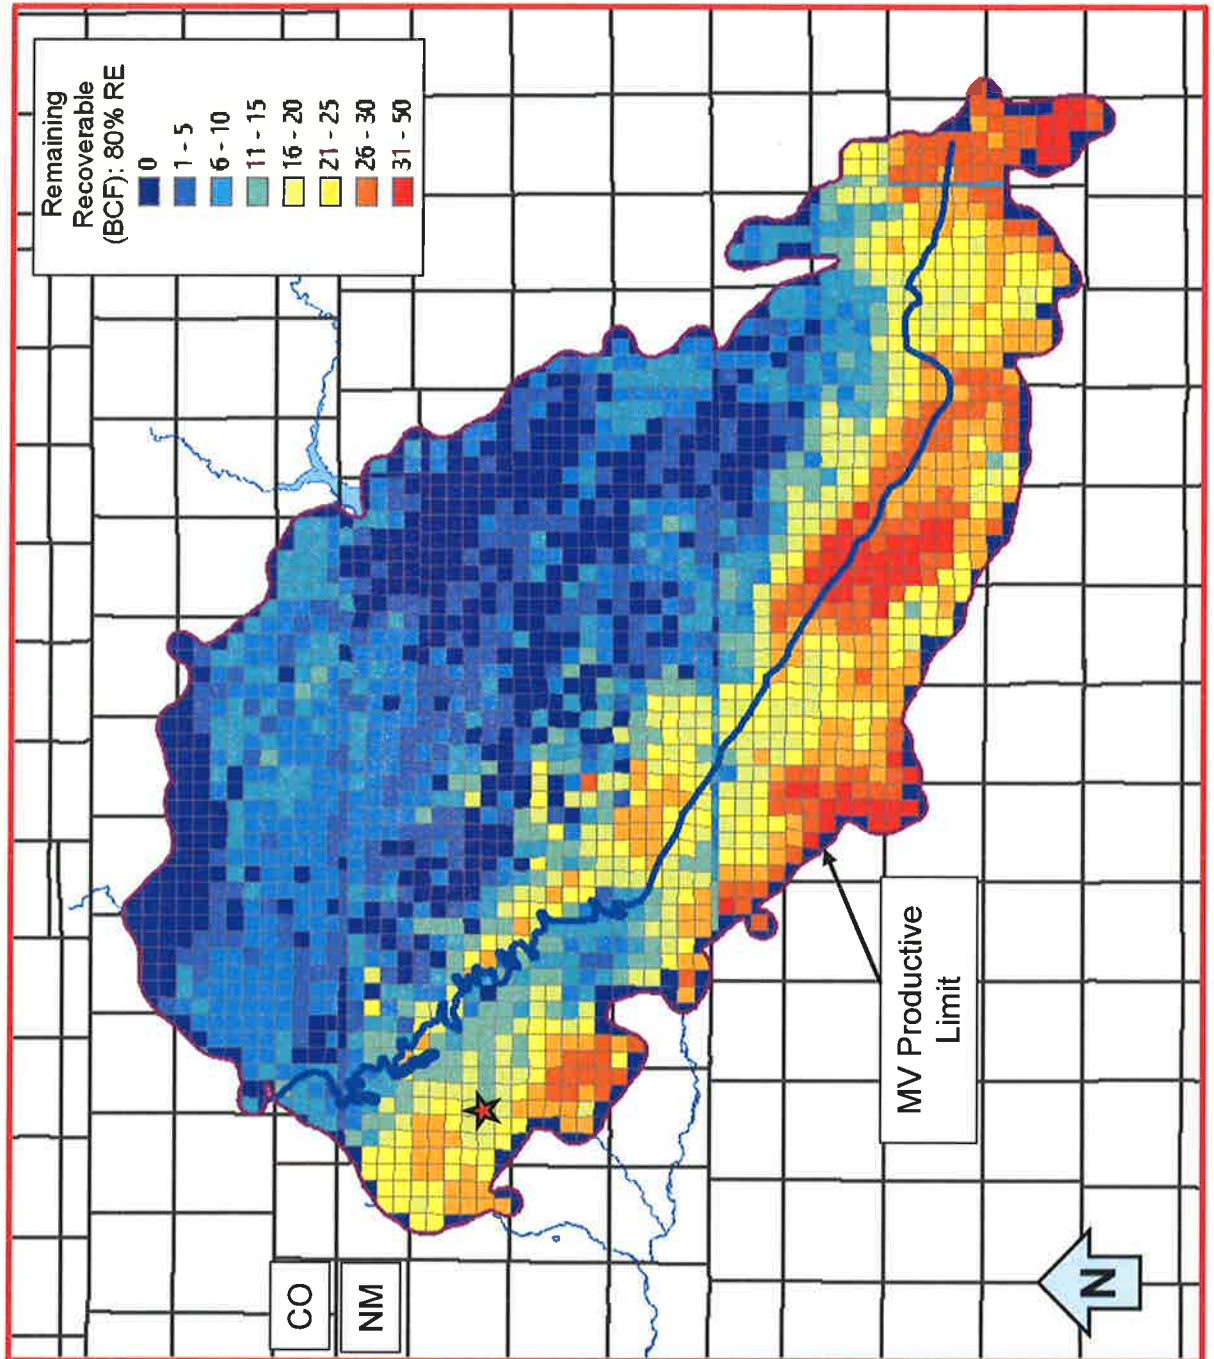 Remaining
Recoverable
(BCF): 80% RE
0
1 - 5
6 - 10
11 - 15
16 - 20
21 - 25
26 - 30
31 - 50
CO
NM
MV Productive
Limit
N